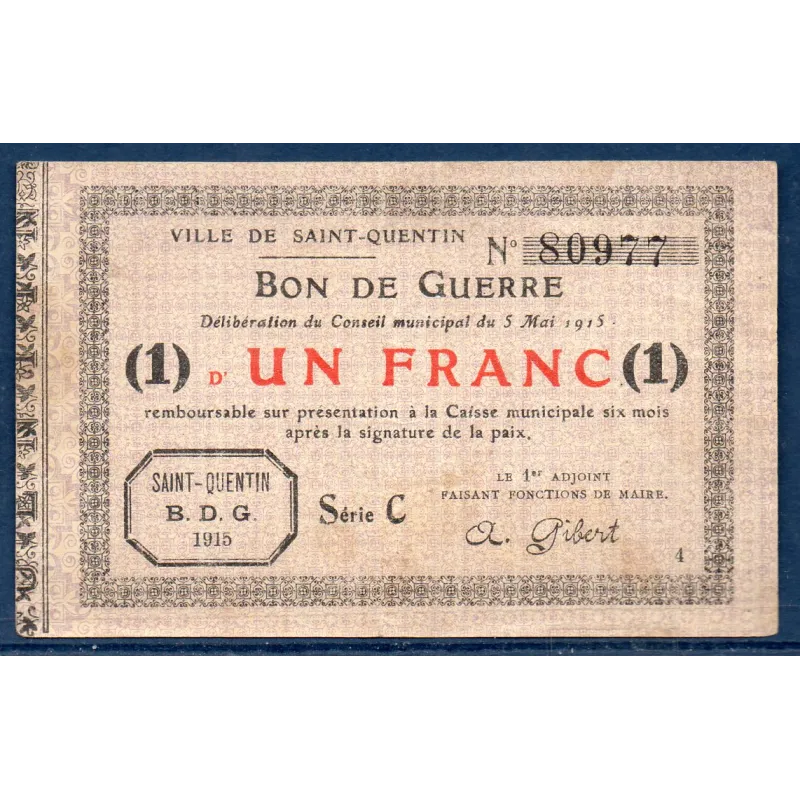 VILLE DE SAINT-QUENTIN Nº 80977
BON DE GUERRE
Délibération du Conseil municipal du 5 Mai 1915.
(1) D' UN FRANC (1)
remboursable sur présentation à la Caisse municipale six mois
après la signature de la paix.
SAINT-QUENTIN
B. D. G.
1915
Série C
LE 1er ADJOINT
FAISANT FONCTIONS DE MAIRE.
A. Gibert
4